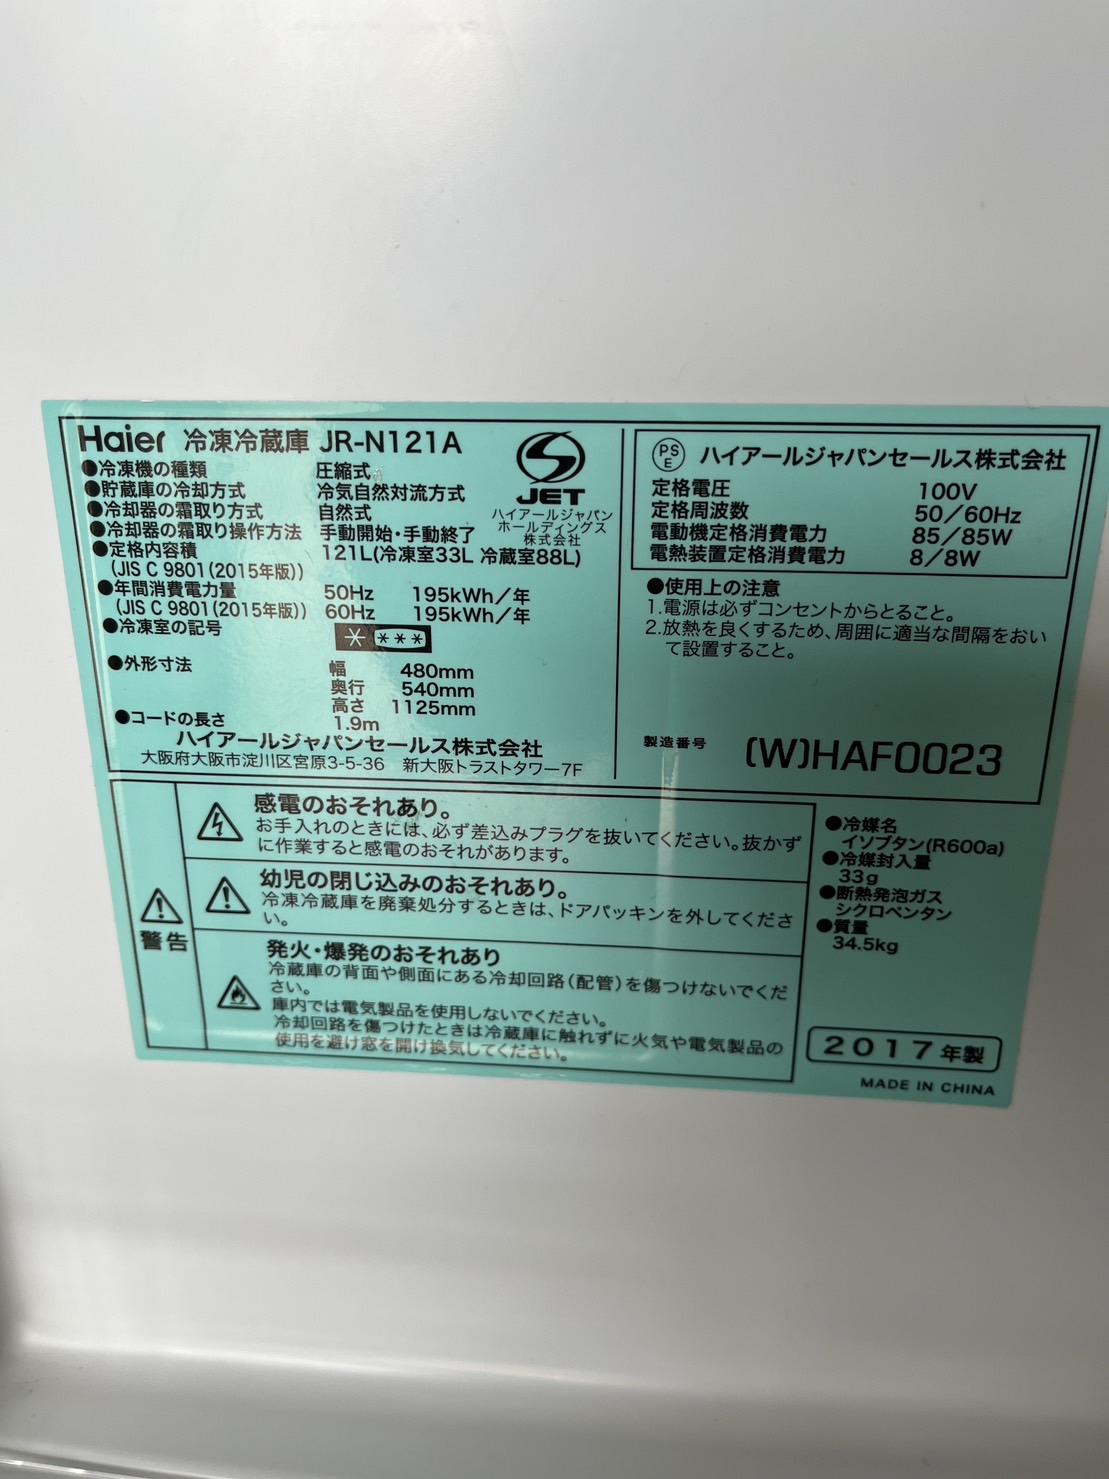 Haier 冷凍冷蔵庫 JR-N121A
●冷凍機の種類 圧縮式
●貯蔵庫の冷却方式 冷気自然対流方式
●冷却器の霜取り方式 自然式
●冷却器の霜取り操作方法 手動開始・手動終了
●定格内容積 121L(冷凍室33L 冷蔵室88L)
(JIS C 9801(2015年版))
●年間消費電力量 50Hz 195kWh/年
(JIS C 9801(2015年版)) 60Hz 195kWh/年
●冷凍室の記号 * ***
●外形寸法 幅 480mm
奥行 540mm
高さ 1125mm
●コードの長さ 1.9m
ハイアールジャパンセールス株式会社
大阪府大阪市淀川区宮原3-5-36 新大阪トラストタワー7F
S
JET
ハイアールジャパン
ホールディングス
株式会社
PS
E
ハイアールジャパンセールス株式会社
定格電圧 100V
定格周波数 50/60Hz
電動機定格消費電力 85/85W
電熱装置定格消費電力 8/8W
●使用上の注意
1.電源は必ずコンセントからとること。
2.放熱を良くするため、周囲に適当な間隔をおい
て設置すること。
製造番号 (W)HAF0023
警告
感電のおそれあり。
お手入れのときには、必ず差込みプラグを抜いてください。抜かず
に作業すると感電のおそれがあります。
幼児の閉じ込みのおそれあり。
冷凍冷蔵庫を廃棄処分するときは、ドアパッキンを外してくださ
い。
発火・爆発のおそれあり
冷蔵庫の背面や側面にある冷却回路(配管)を傷つけないでくだ
さい。
庫内では電気製品を使用しないでください。
冷却回路を傷つけたときは冷蔵庫に触れずに火気や電気製品の
使用を避け窓を開け換気してください。
●冷媒名
イソブタン(R600a)
●冷媒封入量
33g
●断熱発泡ガス
シクロペンタン
●質量
34.5kg
2017年製
MADE IN CHINA